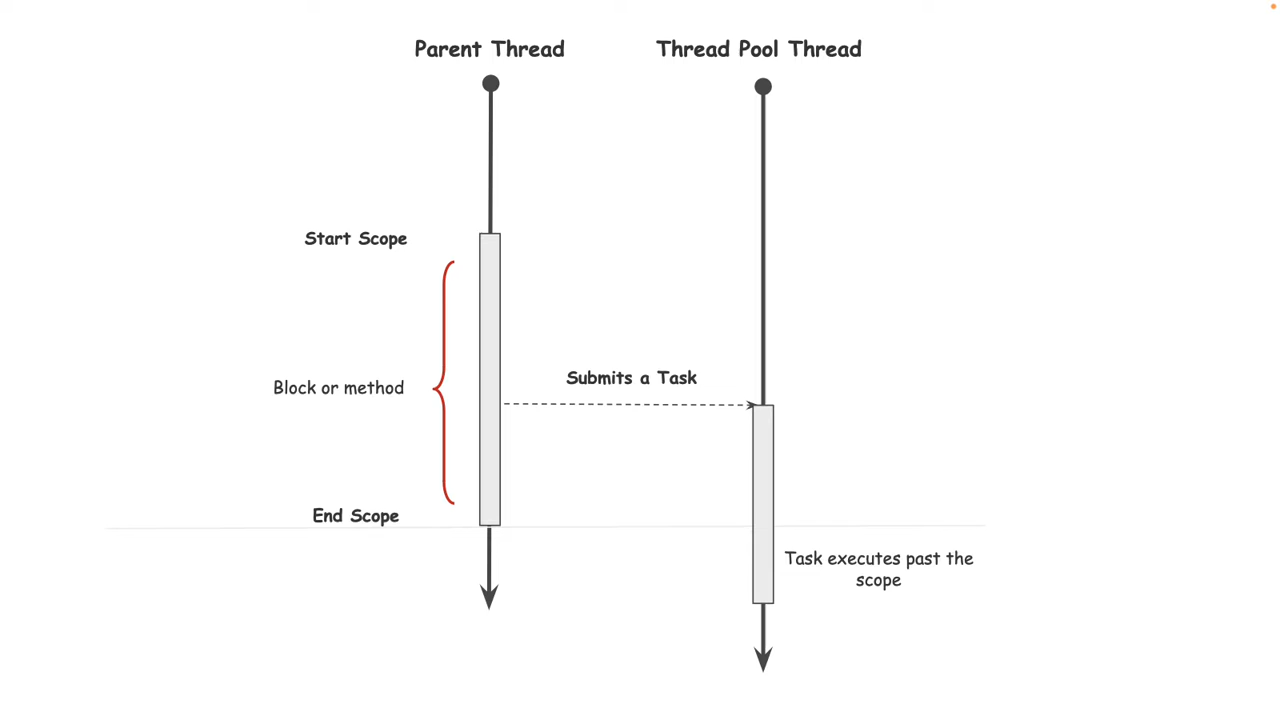 Parent Thread
Thread Pool Thread
Start Scope
Submits a Task
Block or method
End Scope
Task executes past the
scope